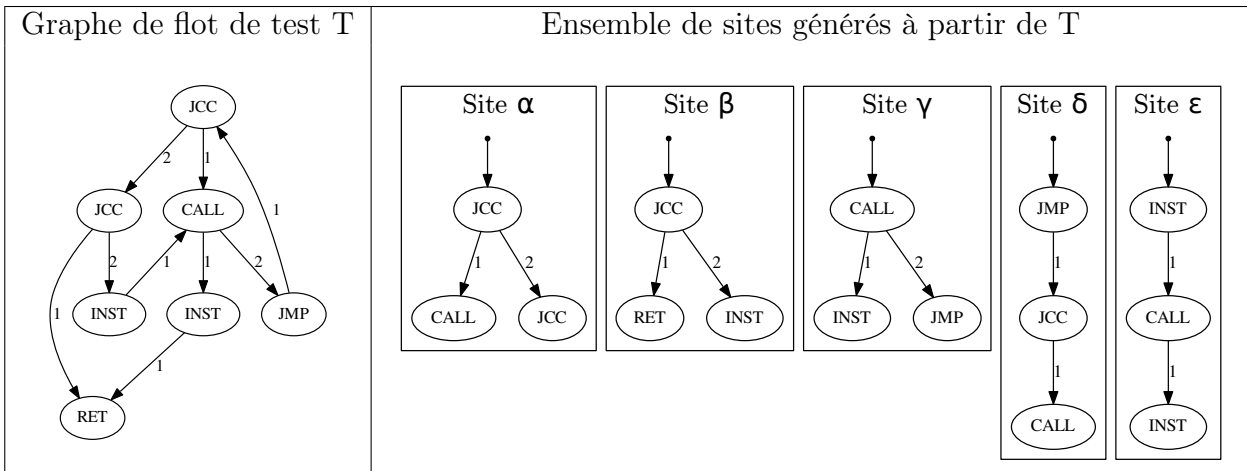 Graphe de flot de test T
Ensemble de sites générés à partir de T
JCC
2
1
JCC
CALL
1
2
1
1
2
1
INST
INST
JMP
1
RET
Site α
JCC
1
2
CALL
JCC
Site β
JCC
1
2
RET
INST
Site γ
CALL
1
2
INST
JMP
Site δ
JMP
1
JCC
1
CALL
Site ε
INST
1
CALL
1
INST